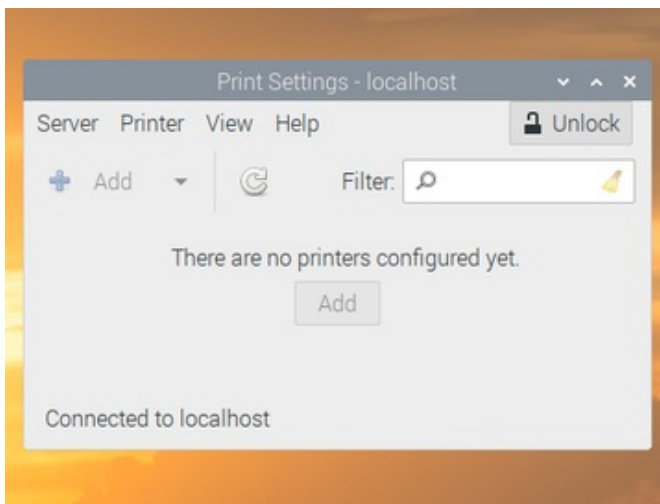 Print Settings - localhost
Server Printer View Help Unlock
Add Filter:
There are no printers configured yet.
Add
Connected to localhost